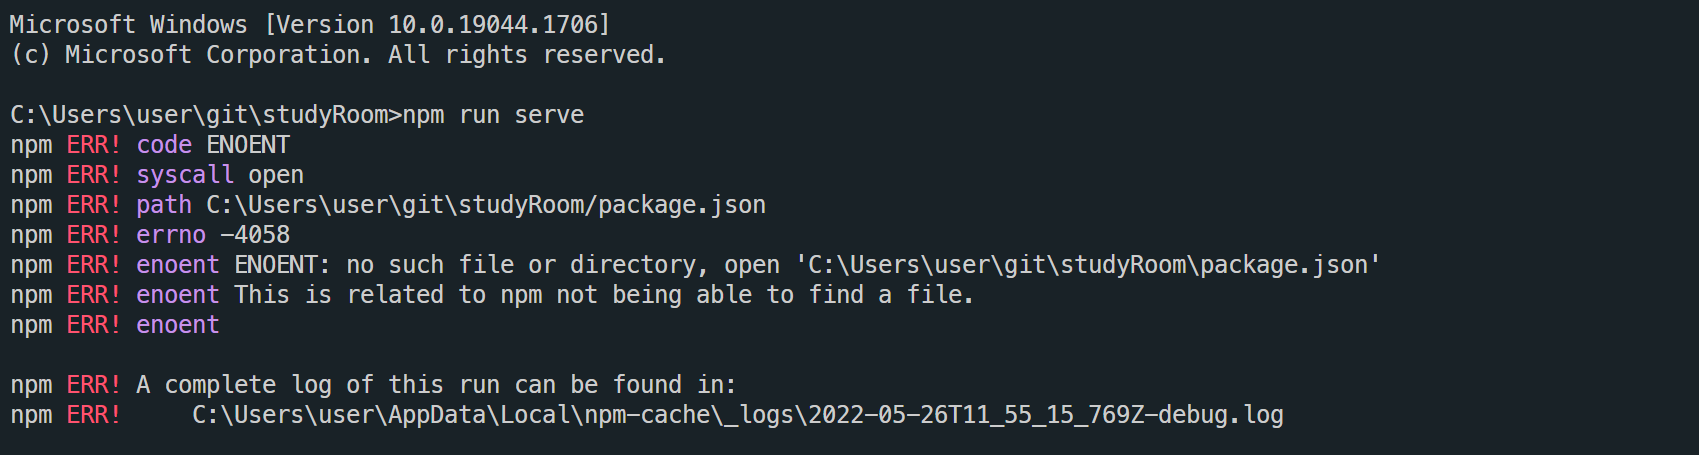 Microsoft Windows [Version 10.0.19044.1706]
(c) Microsoft Corporation. All rights reserved.
C:\Users\user\git\studyRoom>npm run serve
npm ERR! code ENOENT
npm ERR! syscall open
npm ERR! path C:\Users\user\git\studyRoom/package.json
npm ERR! errno -4058
npm ERR! enoent ENOENT: no such file or directory, open 'C:\Users\user\git\studyRoom\package.json'
npm ERR! enoent This is related to npm not being able to find a file.
npm ERR! enoent
npm ERR! A complete log of this run can be found in:
npm ERR!     C:\Users\user\AppData\Local\npm-cache\_logs\2022-05-26T11_55_15_769Z-debug.log